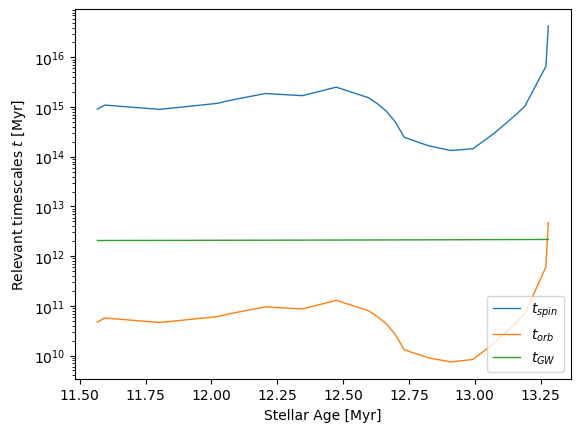 Relevant timescales t [Myr]
10^16
10^15
10^14
10^13
10^12
10^11
10^10
t_spin
t_orb
t_GW
11.50 11.75 12.00 12.25 12.50 12.75 13.00 13.25
Stellar Age [Myr]